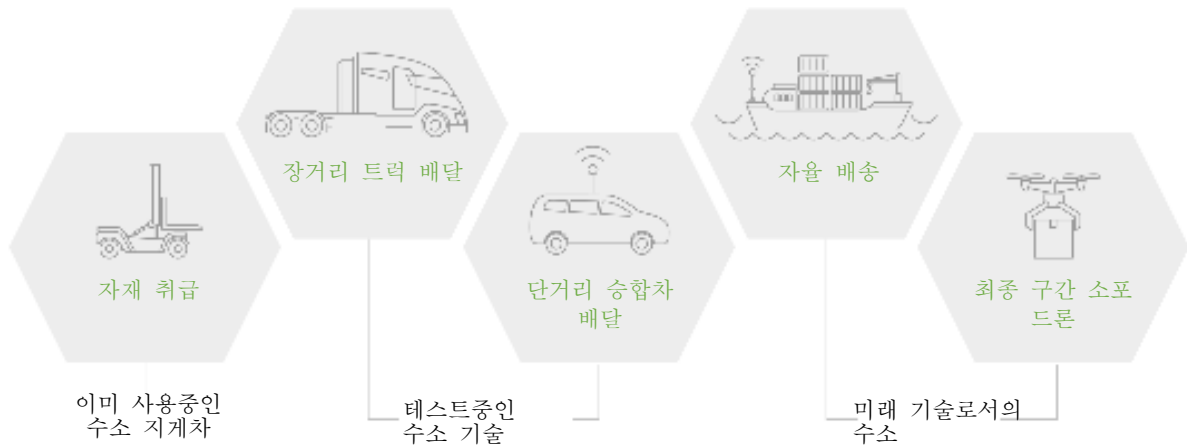 장거리 트럭 배달
자율 배송
자재 취급
단거리 승합차
배달
최종 구간 소포
드론
이미 사용중인
수소 지게차
테스트중인
수소 기술
미래 기술로서의
수소